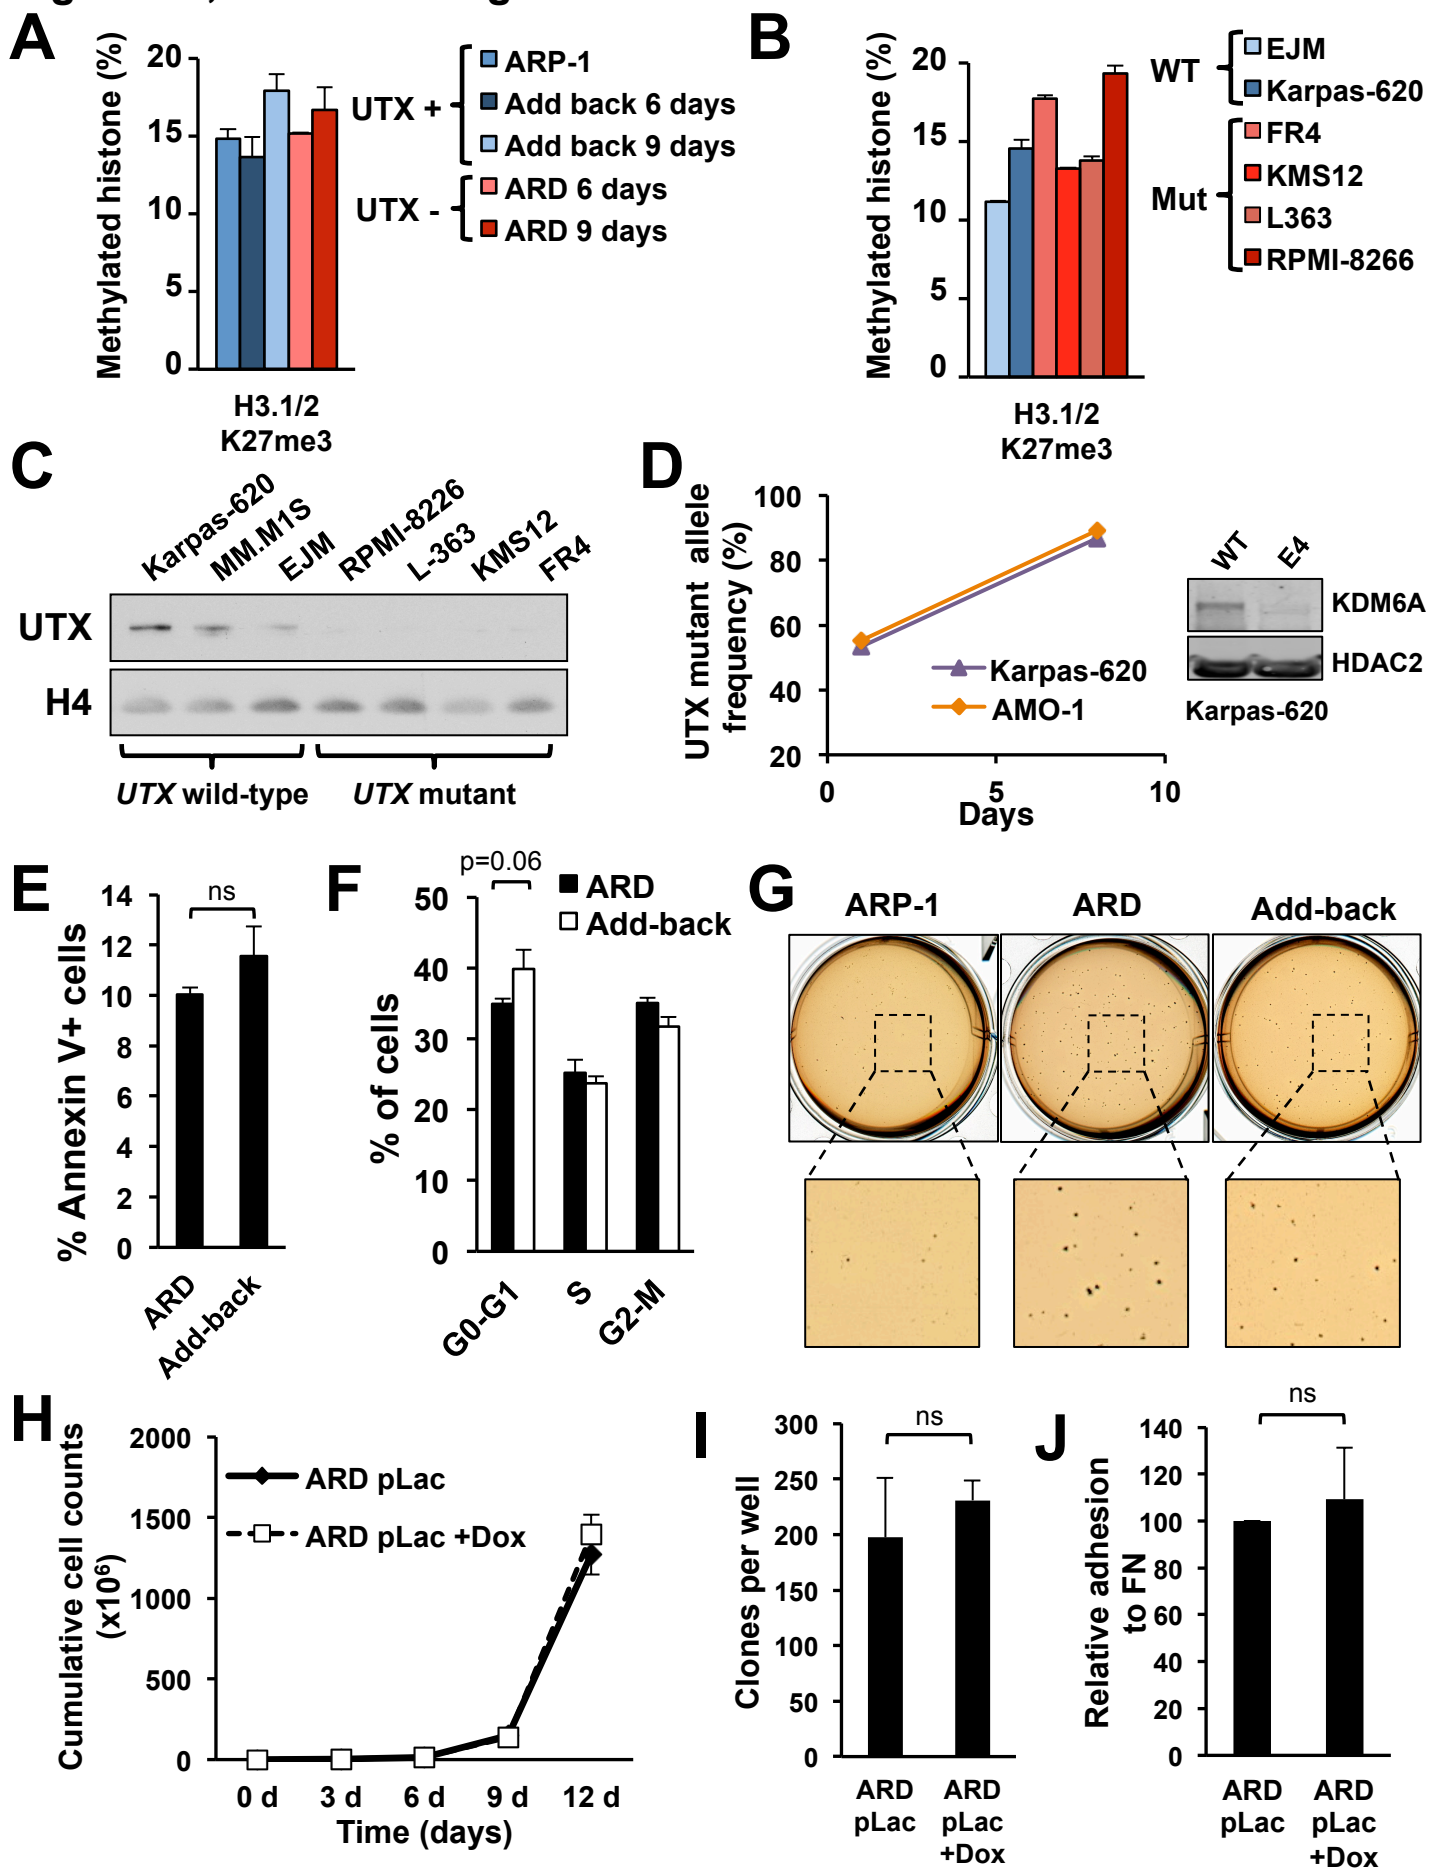 A
Methylated histone (%)
20
15
10
5
0
H3.1/2
K27me3
UTX +
ARP-1
Add back 6 days
Add back 9 days
UTX -
ARD 6 days
ARD 9 days
B
Methylated histone (%)
20
15
10
5
0
H3.1/2
K27me3
WT
EJM
Karpas-620
Mut
FR4
KMS12
L363
RPMI-8266
C
Karpas-620
MM.M1S
EJM
RPMI-8226
L-363
KMS12
FR4
UTX
H4
UTX wild-type
UTX mutant
D
UTX mutant allele
frequency (%)
100
80
60
40
20
0
5
10
Days
Karpas-620
AMO-1
WT
E4
KDM6A
HDAC2
Karpas-620
E
% Annexin V+ cells
14
12
10
8
6
4
2
0
ns
ARD
Add-back
F
% of cells
50
40
30
20
10
0
p=0.06
ARD
Add-back
G0-G1
S
G2-M
G
ARP-1
ARD
Add-back
H
Cumulative cell counts
(x10⁶)
2000
1500
1000
500
0
ARD pLac
ARD pLac +Dox
0 d
3 d
6 d
9 d
12 d
Time (days)
I
Clones per well
300
250
200
150
100
50
0
ns
ARD
pLac
ARD
pLac
+Dox
J
Relative adhesion
to FN
140
120
100
80
60
40
20
0
ns
ARD
pLac
ARD
pLac
+Dox